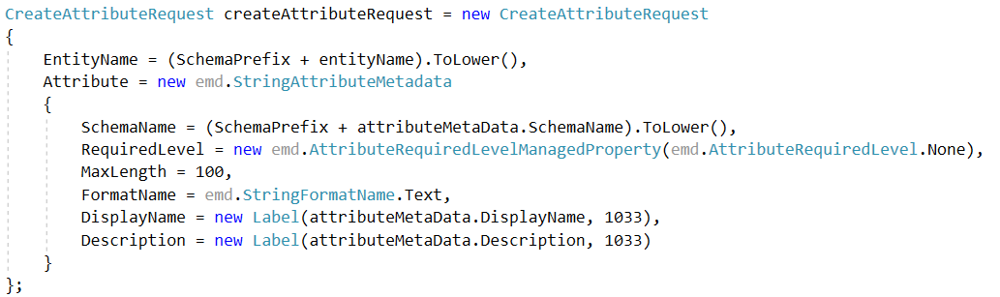 CreateAttributeRequest createAttributeRequest = new CreateAttributeRequest
{
    EntityName = (SchemaPrefix + entityName).ToLower(),
    Attribute = new emd.StringAttributeMetadata
    {
        SchemaName = (SchemaPrefix + attributeMetaData.SchemaName).ToLower(),
        RequiredLevel = new emd.AttributeRequiredLevelManagedProperty(emd.AttributeRequiredLevel.None),
        MaxLength = 100,
        FormatName = emd.StringFormatName.Text,
        DisplayName = new Label(attributeMetaData.DisplayName, 1033),
        Description = new Label(attributeMetaData.Description, 1033)
    }
};